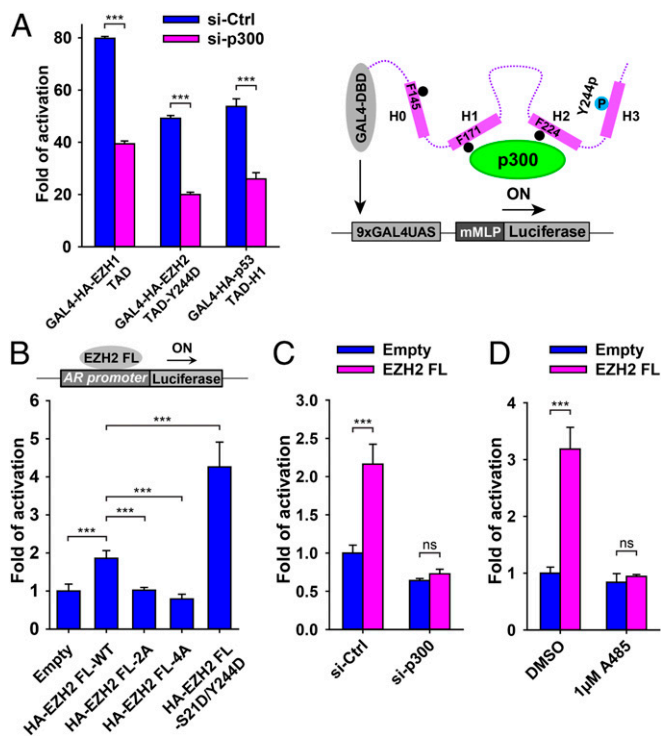 A
si-Ctrl
si-p300
Fold of activation
80
60
40
20
0
***
***
***
GAL4-HA-EZH1
TAD
GAL4-HA-EZH2
TAD-Y244D
GAL4-HA-p53
TAD-H1
GAL4-DBD
F145
H0
H1
F171
H2
F224
Y244p
P
H3
p300
ON
9xGAL4UAS
mMLP
Luciferase
B
EZH2 FL
ON
AR promoter
Luciferase
Fold of activation
6
5
4
3
2
1
0
***
***
***
***
Empty
HA-EZH2 FL-WT
HA-EZH2 FL-2A
HA-EZH2 FL-4A
HA-EZH2 FL
-S21D/Y244D
C
Empty
EZH2 FL
Fold of activation
3.0
2.5
2.0
1.5
1.0
0.5
0.0
***
ns
si-Ctrl
si-p300
D
Empty
EZH2 FL
Fold of activation
4
3
2
1
0
***
ns
DMSO
1μM A485